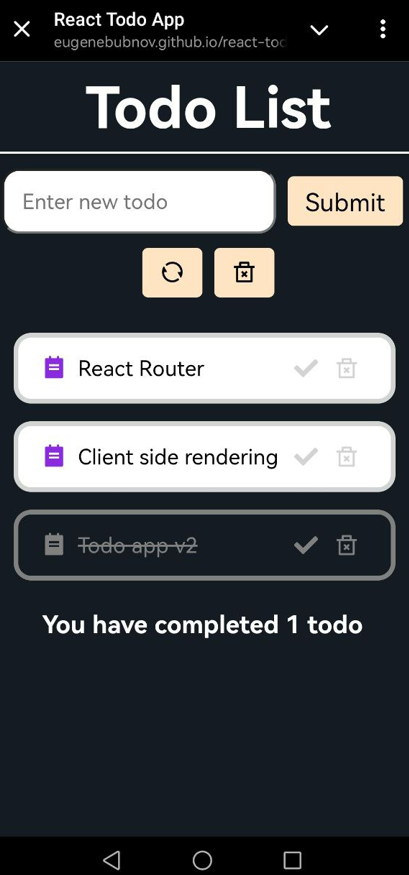 React Todo App
eugenebubnov.github.io/react-too
Todo List
Enter new todo
Submit
React Router
Client side rendering
Todo app v2
You have completed 1 todo